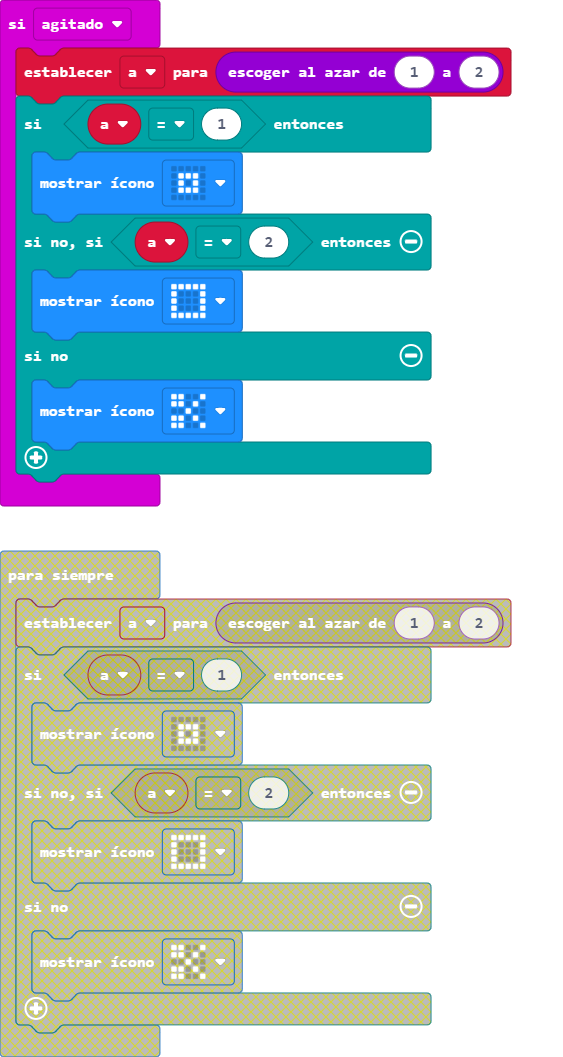 si agitado
establecer a para escoger al azar de 1 a 2
si a = 1 entonces
mostrar ícono
si no, si a = 2 entonces
mostrar ícono
si no
mostrar ícono
para siempre
establecer a para escoger al azar de 1 a 2
si a = 1 entonces
mostrar ícono
si no, si a = 2 entonces
mostrar ícono
si no
mostrar ícono